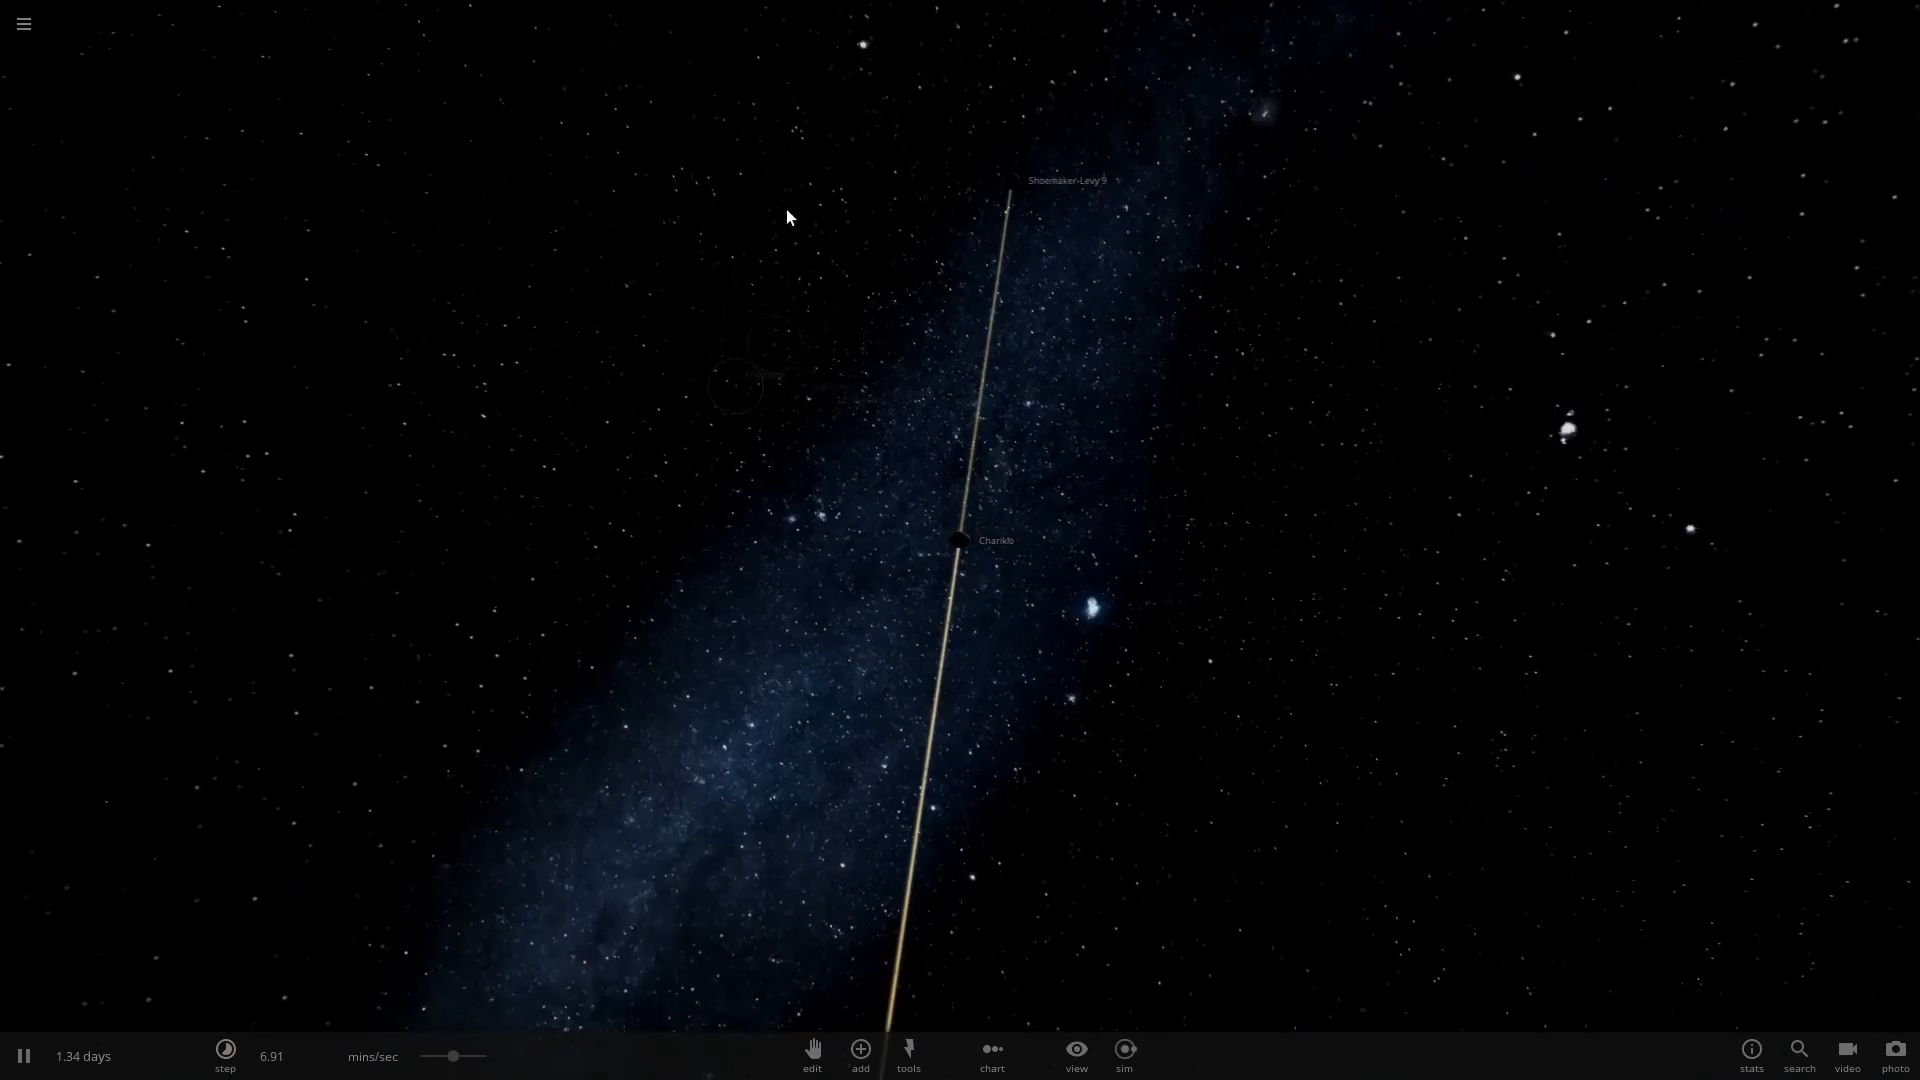 Shoemaker-Levy 9
Chariklo
1.34 days
step
6.91
mins/sec
edit
add
tools
chart
view
sim
stats
search
video
photo